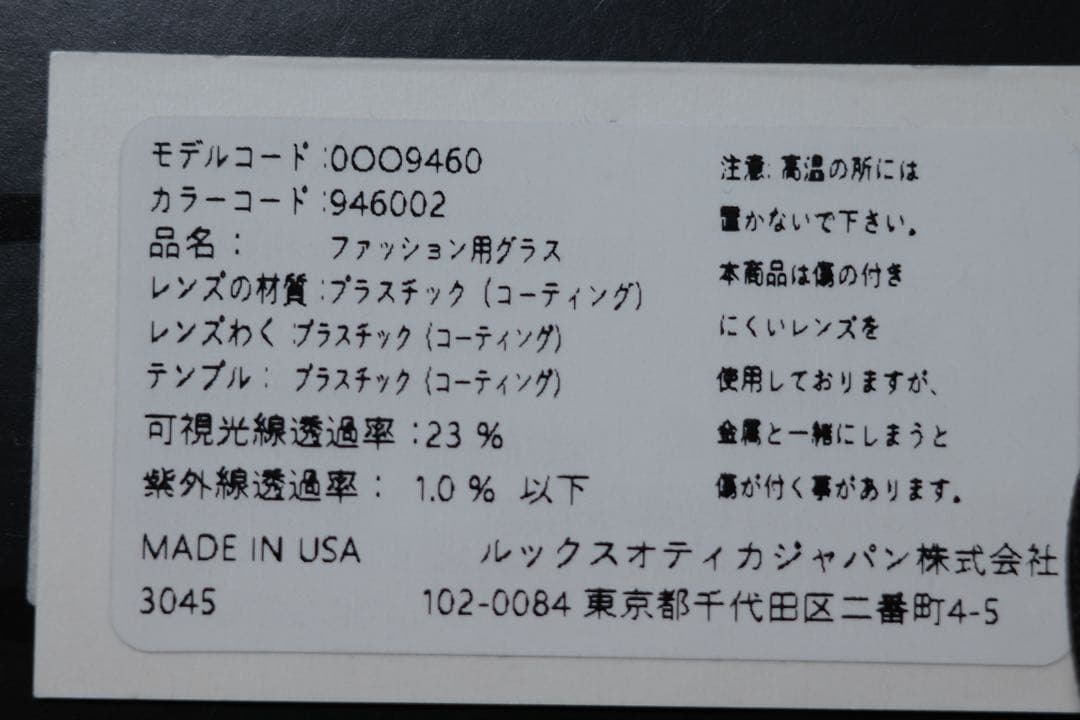 モデルコード:0OO9460
カラーコード:946002
品名: ファッション用グラス
レンズの材質:プラスチック(コーティング)
レンズわく プラスチック(コーティング)
テンプル: プラスチック(コーティング)
可視光線透過率:23 %
紫外線透過率: 1.0 % 以下
MADE IN USA
3045
注意:高温の所には
置かないで下さい。
本商品は傷の付き
にくいレンズを
使用しておりますが、
金属と一緒にしまうと
傷が付く事があります。
ルックスオティカジャパン株式会社
102-0084 東京都千代田区二番町4-5